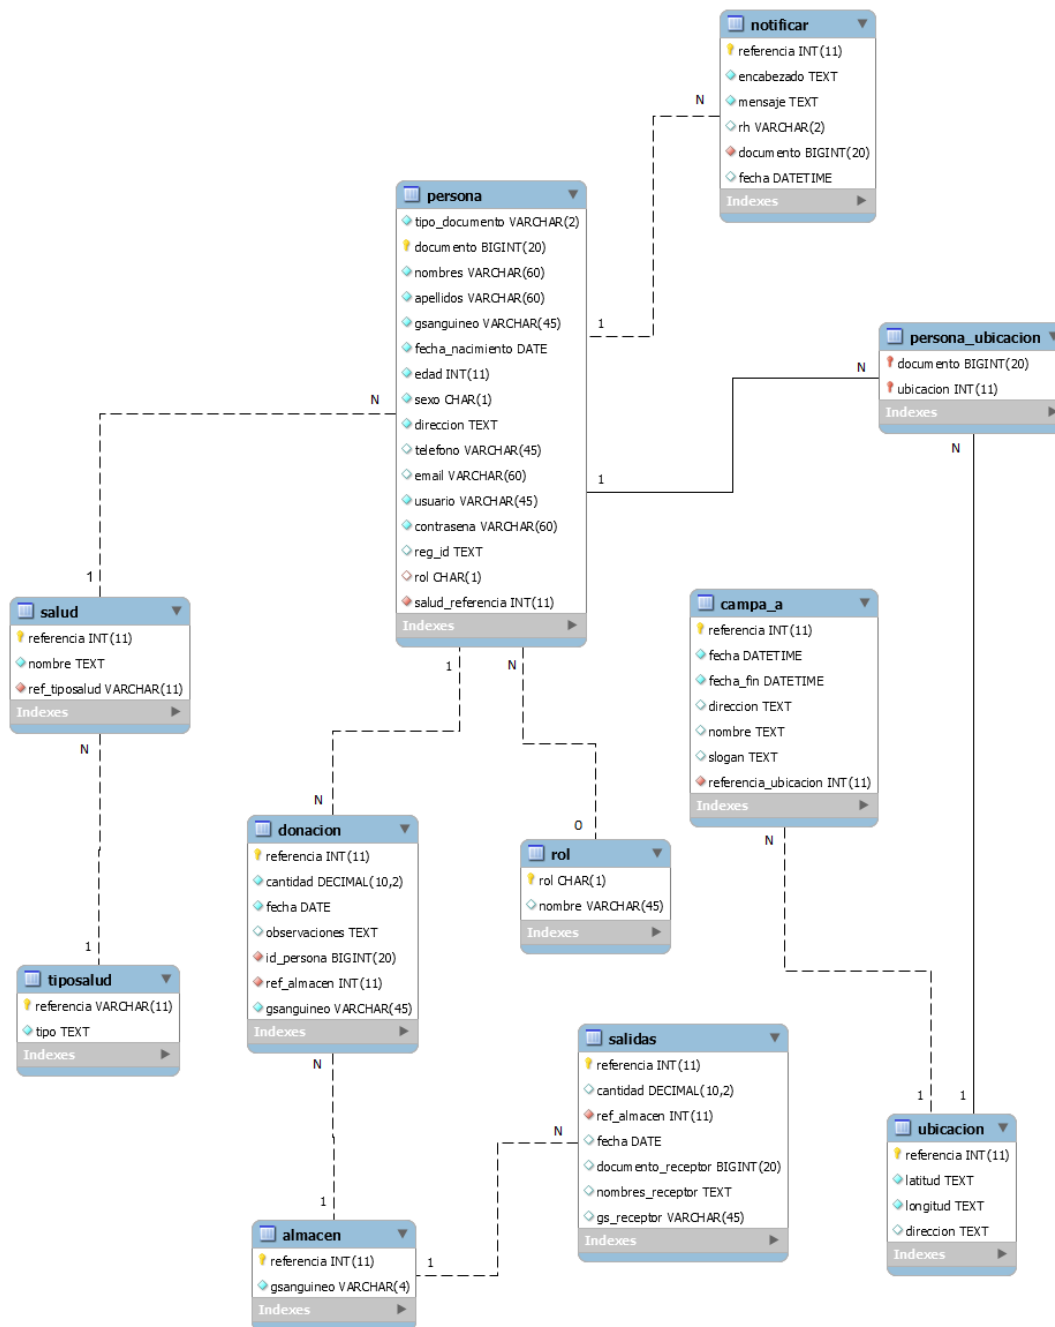 notificar
referencia INT(11)
encabezado TEXT
mensaje TEXT
rh VARCHAR(2)
documento BIGINT(20)
fecha DATETIME
Indexes
N
1
persona
tipo_documento VARCHAR(2)
documento BIGINT(20)
nombres VARCHAR(60)
apellidos VARCHAR(60)
gsanguineo VARCHAR(45)
fecha_nacimiento DATE
edad INT(11)
sexo CHAR(1)
direccion TEXT
telefono VARCHAR(45)
email VARCHAR(60)
usuario VARCHAR(45)
contrasena VARCHAR(60)
reg_id TEXT
rol CHAR(1)
salud_referencia INT(11)
Indexes
persona_ubicacion
documento BIGINT(20)
ubicacion INT(11)
Indexes
N
1
N
N
1
salud
referencia INT(11)
nombre TEXT
ref_tiposalud VARCHAR(11)
Indexes
N
1
tiposalud
referencia VARCHAR(11)
tipo TEXT
Indexes
1
N
donacion
referencia INT(11)
cantidad DECIMAL(10,2)
fecha DATE
observaciones TEXT
id_persona BIGINT(20)
ref_almacen INT(11)
gsanguineo VARCHAR(45)
Indexes
N
O
rol
rol CHAR(1)
nombre VARCHAR(45)
Indexes
campa_a
referencia INT(11)
fecha DATETIME
fecha_fin DATETIME
direccion TEXT
nombre TEXT
slogan TEXT
referencia_ubicacion INT(11)
Indexes
N
1
1
ubicacion
referencia INT(11)
latitud TEXT
longitud TEXT
direccion TEXT
Indexes
salidas
referencia INT(11)
cantidad DECIMAL(10,2)
ref_almacen INT(11)
fecha DATE
documento_receptor BIGINT(20)
nombres_receptor TEXT
gs_receptor VARCHAR(45)
Indexes
N
1
N
1
almacen
referencia INT(11)
gsanguineo VARCHAR(4)
Indexes